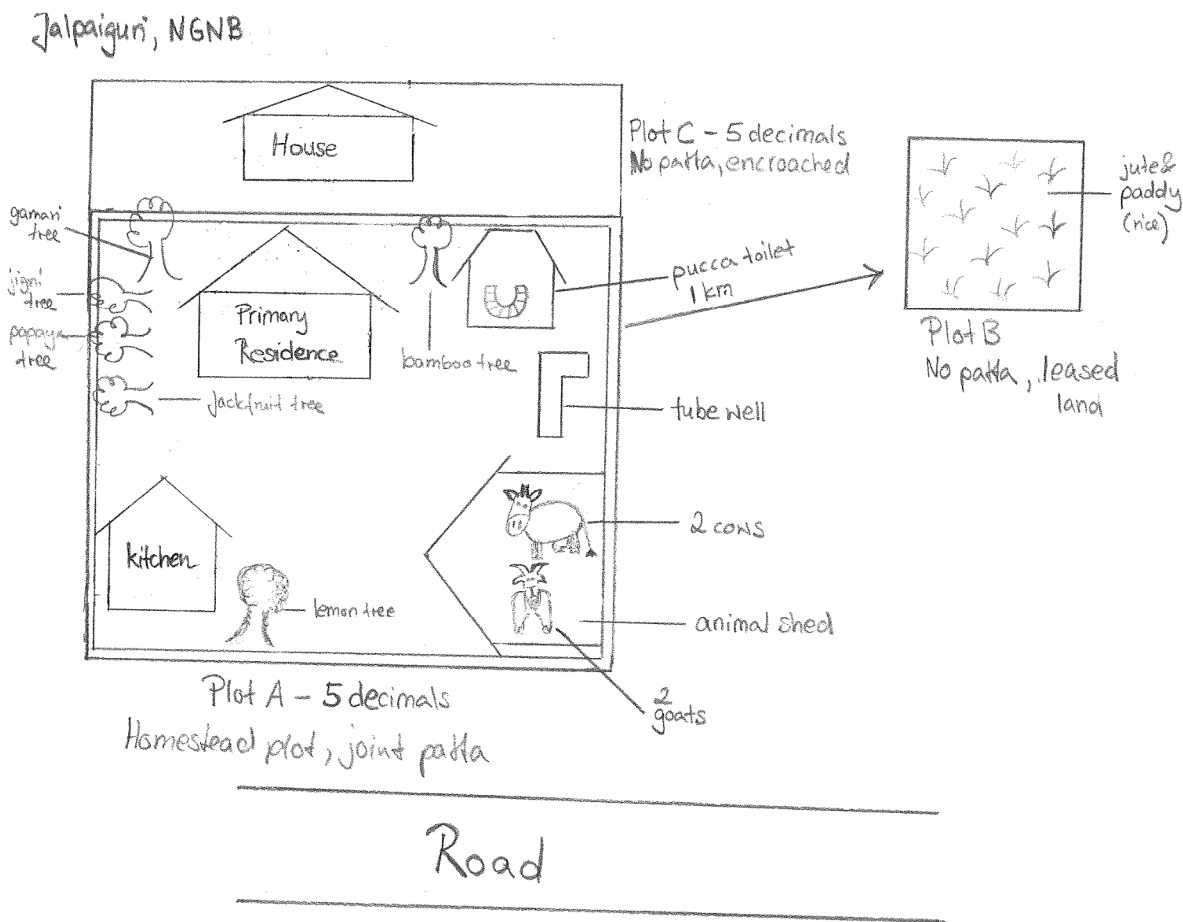 Jalpaiguri, NGNB
House
Plot C - 5 decimals
No patta, encroached
jute &
paddy
(rice)
gamari
tree
jigni
tree
papaya
tree
Primary
Residence
bamboo tree
jackfruit tree
pucca toilet
1 km
Plot B
No patta, leased
land
tube well
kitchen
lemon tree
2 cows
animal shed
2
goats
Plot A - 5 decimals
Homestead plot, joint patta
Road